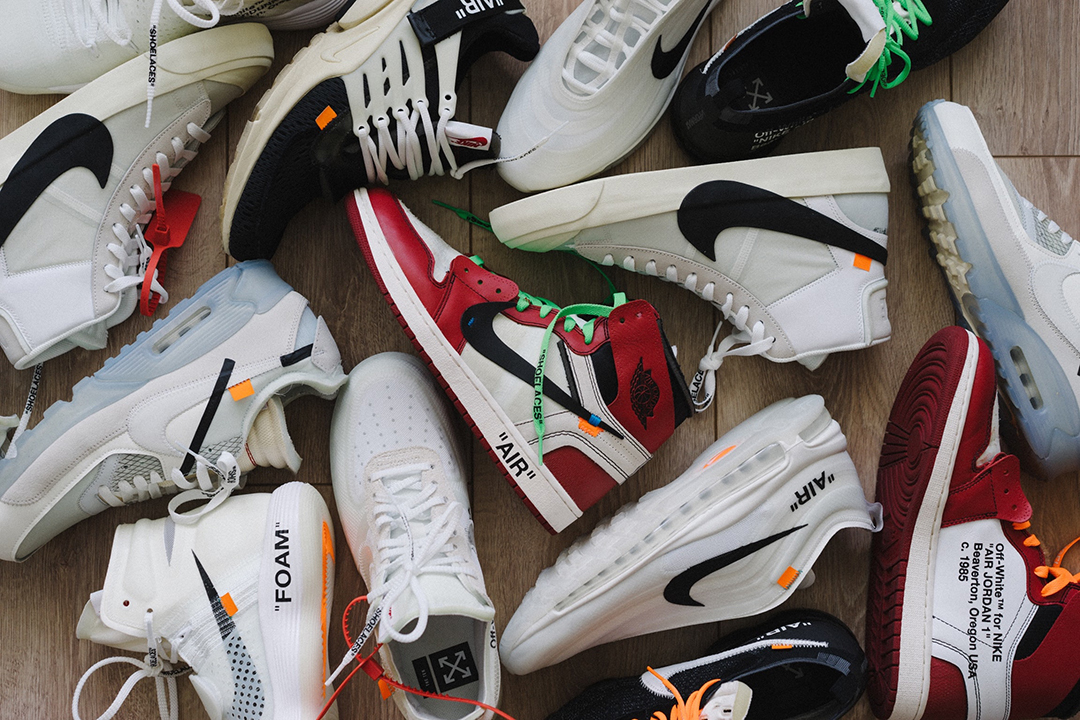 "SHOELACES"
"AIR"
"SHOELACES"
"SHOELACES"
"AIR"
"AIR"
"FOAM"
"SHOELACES"
Off-White™ for NIKE
"AIR JORDAN 1"
Beaverton, Oregon USA
c. 1985